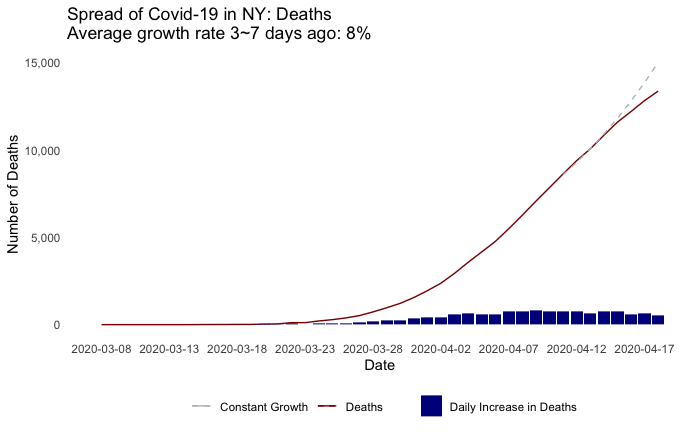 Spread of Covid-19 in NY: Deaths
Average growth rate 3~7 days ago: 8%
Number of Deaths
15,000
10,000
5,000
0
2020-03-08 2020-03-13 2020-03-18 2020-03-23 2020-03-28 2020-04-02 2020-04-07 2020-04-12 2020-04-17
Date
Constant Growth Deaths Daily Increase in Deaths